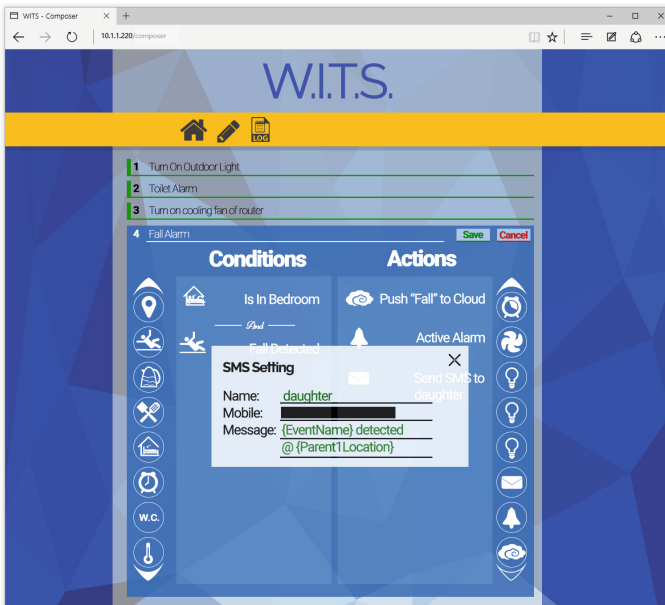 WITS - Composer
10.1.1.220/composer
W.I.T.S.
LOG
1 Turn On Outdoor Light
2 Toilet Alarm
3 Turn on cooling fan of router
4 Fall Alarm Save Cancel
Conditions Actions
W.C. Is In Bedroom Push "Fall" to Cloud
And
Fall Detected Active Alarm
Send SMS to
daughter
SMS Setting
Name: daughter
Mobile:
Message: {EventName} detected
@ {Parent1Location}
W.C.